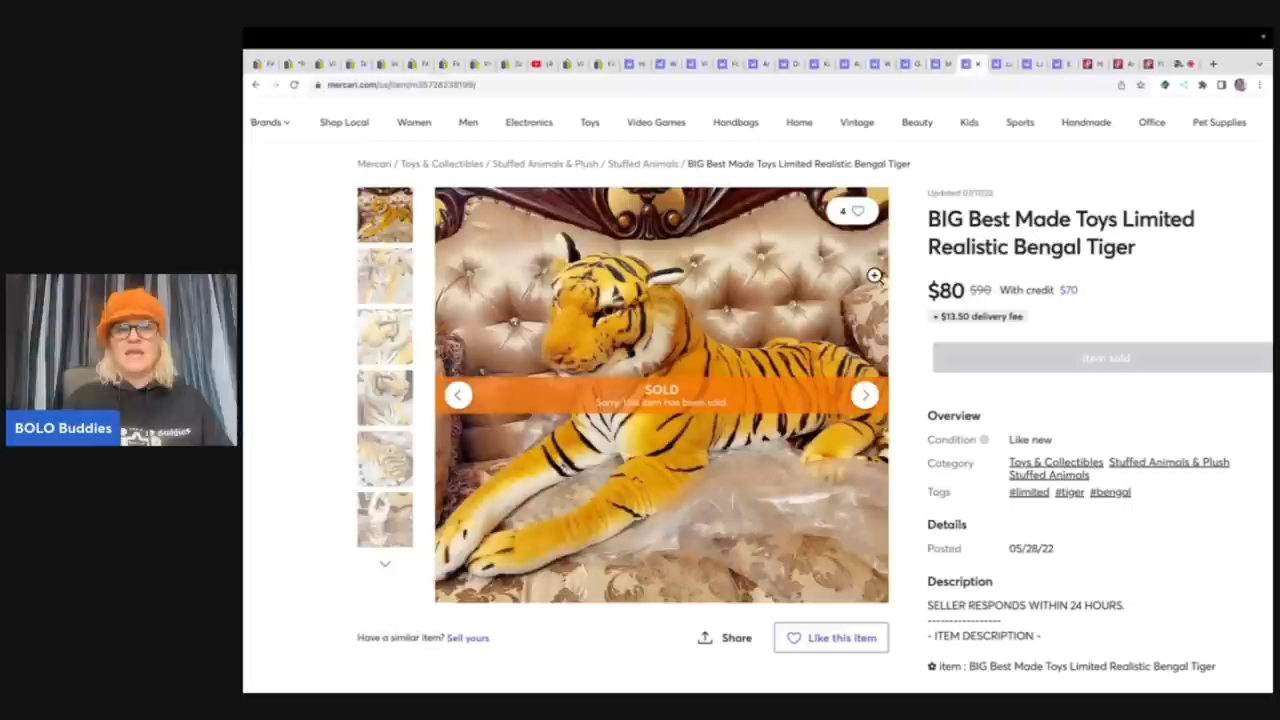 mercari.com/us/item/m35728238199/
Brands Shop Local Women Men Electronics Toys Video Games Handbags Home Vintage Beauty Kids Sports Handmade Office Pet Supplies
Mercari / Toys & Collectibles / Stuffed Animals & Plush / Stuffed Animals / BIG Best Made Toys Limited Realistic Bengal Tiger
Updated 07/17/22
4
BIG Best Made Toys Limited
Realistic Bengal Tiger
$80 $90 With credit $70
+ $13.50 delivery fee
Item sold
SOLD
Sorry, this item has been sold.
Overview
Condition Like new
Category Toys & Collectibles Stuffed Animals & Plush
Stuffed Animals
Tags #limited #tiger #bengal
Details
Posted 05/28/22
Description
SELLER RESPONDS WITHIN 24 HOURS.
-----------------
- ITEM DESCRIPTION -
✿ item : BIG Best Made Toys Limited Realistic Bengal Tiger
Have a similar item? Sell yours
Share
Like this item
BOLO Buddies